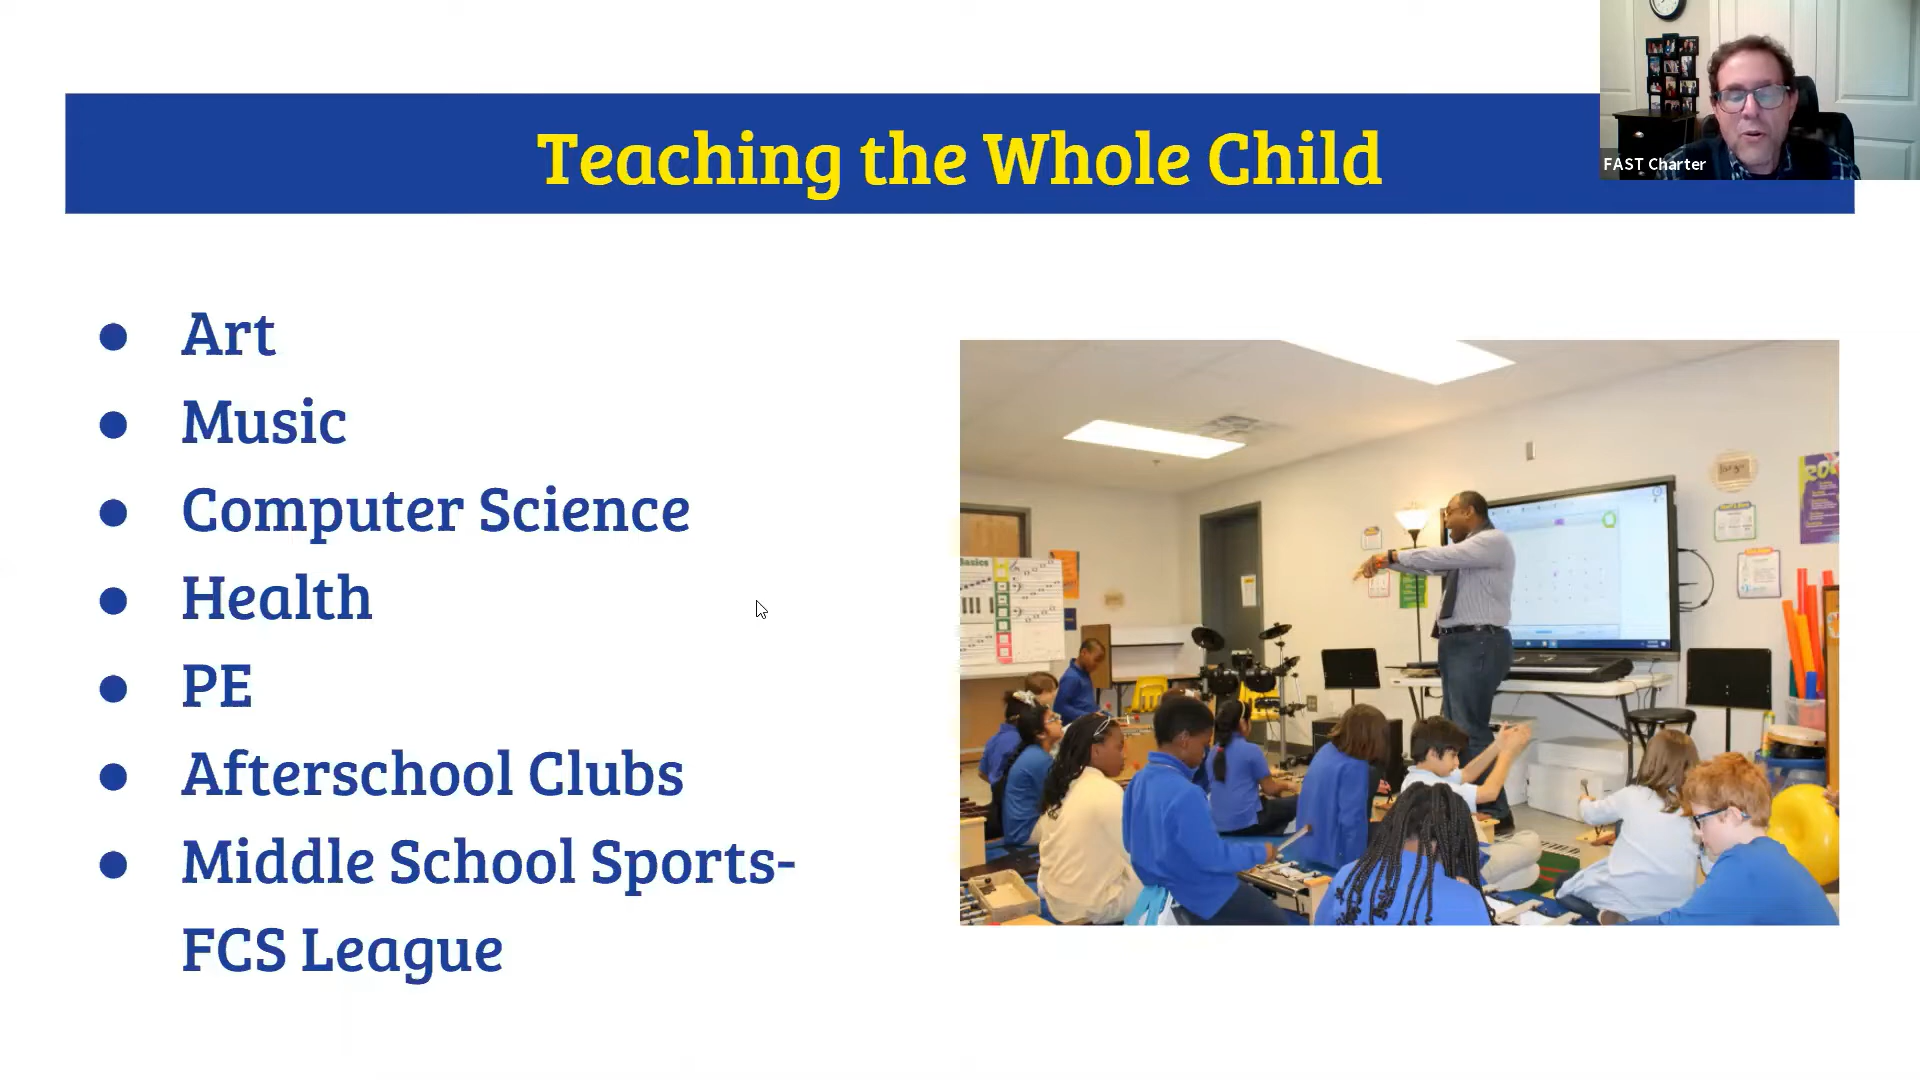 Teaching the Whole Child
FAST Charter
● Art
● Music
● Computer Science
● Health
● PE
● Afterschool Clubs
● Middle School Sports-
FCS League